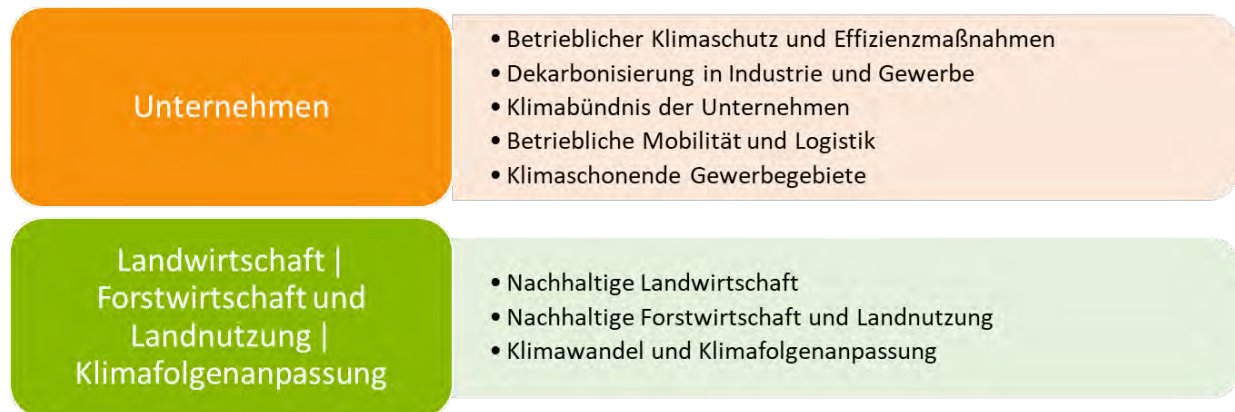 Unternehmen
• Betrieblicher Klimaschutz und Effizienzmaßnahmen
• Dekarbonisierung in Industrie und Gewerbe
• Klimabündnis der Unternehmen
• Betriebliche Mobilität und Logistik
• Klimaschonende Gewerbegebiete
Landwirtschaft |
Forstwirtschaft und
Landnutzung |
Klimafolgenanpassung
• Nachhaltige Landwirtschaft
• Nachhaltige Forstwirtschaft und Landnutzung
• Klimawandel und Klimafolgenanpassung